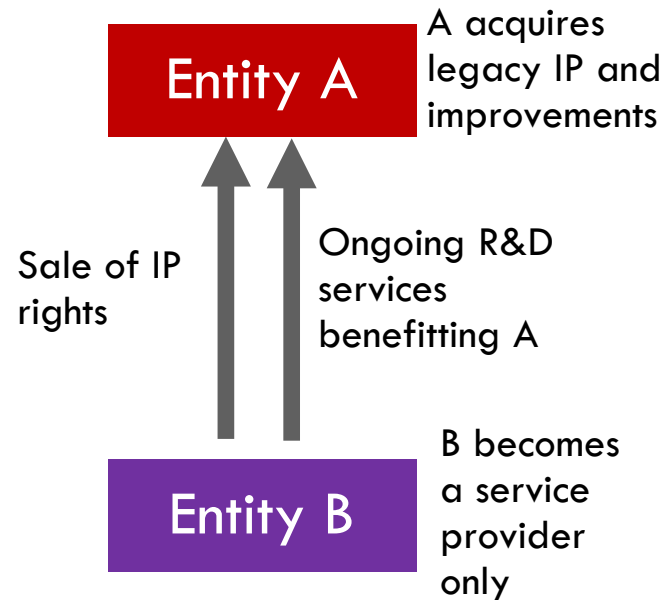 Entity A
A acquires
legacy IP and
improvements
Sale of IP
rights
Ongoing R&D
services
benefitting A
Entity B
B becomes
a service
provider
only